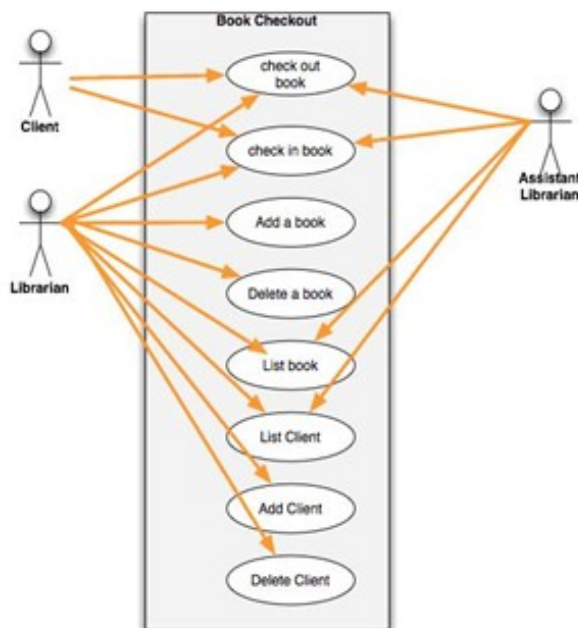 Book Checkout
check out
book
Client
check in book
Assistant
Librarian
Add a book
Librarian
Delete a book
List book
List Client
Add Client
Delete Client